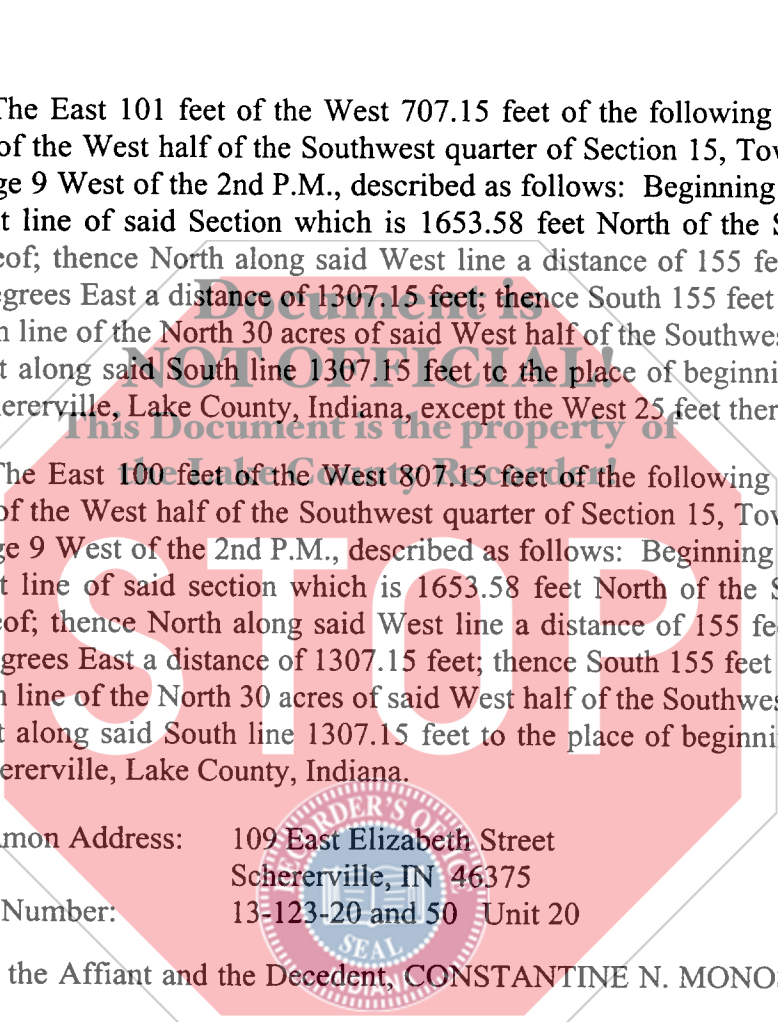 The East 101 feet of the West 707.15 feet of the following
of the West half of the Southwest quarter of Section 15, Tow
ge 9 West of the 2nd P.M., described as follows: Beginning
t line of said Section which is 1653.58 feet North of the S
eof; thence North along said West line a distance of 155 fe
egrees East a distance of 1307.15 feet; thence South 155 feet
n line of the North 30 acres of said West half of the Southwes
t along said South line 1307.15 feet to the place of beginni
ererville, Lake County, Indiana, except the West 25 feet ther
Document is
NOT OFFICIAL!
This Document is the property of
the Lake County Recorder!
The East 100 feet of the West 807.15 feet of the following
of the West half of the Southwest quarter of Section 15, Tow
ge 9 West of the 2nd P.M., described as follows: Beginning
t line of said section which is 1653.58 feet North of the S
eof; thence North along said West line a distance of 155 fe
grees East a distance of 1307.15 feet; thence South 155 feet
n line of the North 30 acres of said West half of the Southwes
t along said South line 1307.15 feet to the place of beginni
ererville, Lake County, Indiana.
STOP
mon Address: 109 East Elizabeth Street
Schererville, IN 46375
Number: 13-123-20 and 50 Unit 20
RECORDER'S OFFICE
SEAL
INDIANA
the Affiant and the Decedent, CONSTANTINE N. MONOS